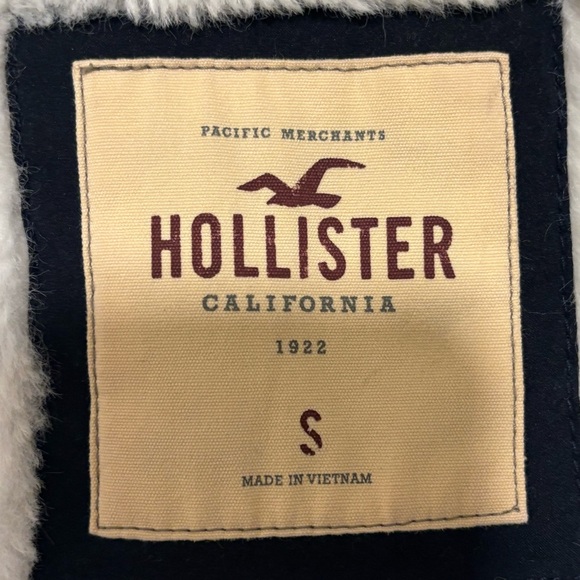 PACIFIC MERCHANTS
HOLLISTER
CALIFORNIA
1922
S
MADE IN VIETNAM